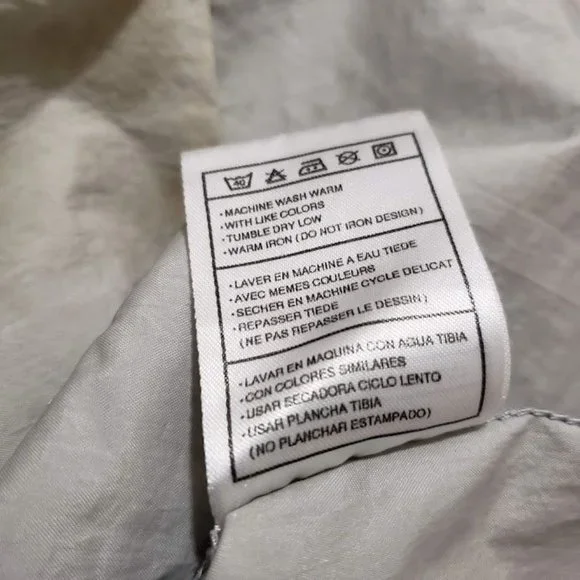 40
·MACHINE WASH WARM
·WITH LIKE COLORS
·TUMBLE DRY LOW
·WARM IRON (DO NOT IRON DESIGN)
·LAVER EN MACHINE A EAU TIEDE
·AVEC MEMES COULEURS
·SECHER EN MACHINE CYCLE DELICAT
·REPASSER TIEDE
(NE PAS REPASSER LE DESSIN)
·LAVAR EN MAQUINA CON AGUA TIBIA
·CON COLORES SIMILARES
·USAR SECADORA CICLO LENTO
·USAR PLANCHA TIBIA
(NO PLANCHAR ESTAMPADO)